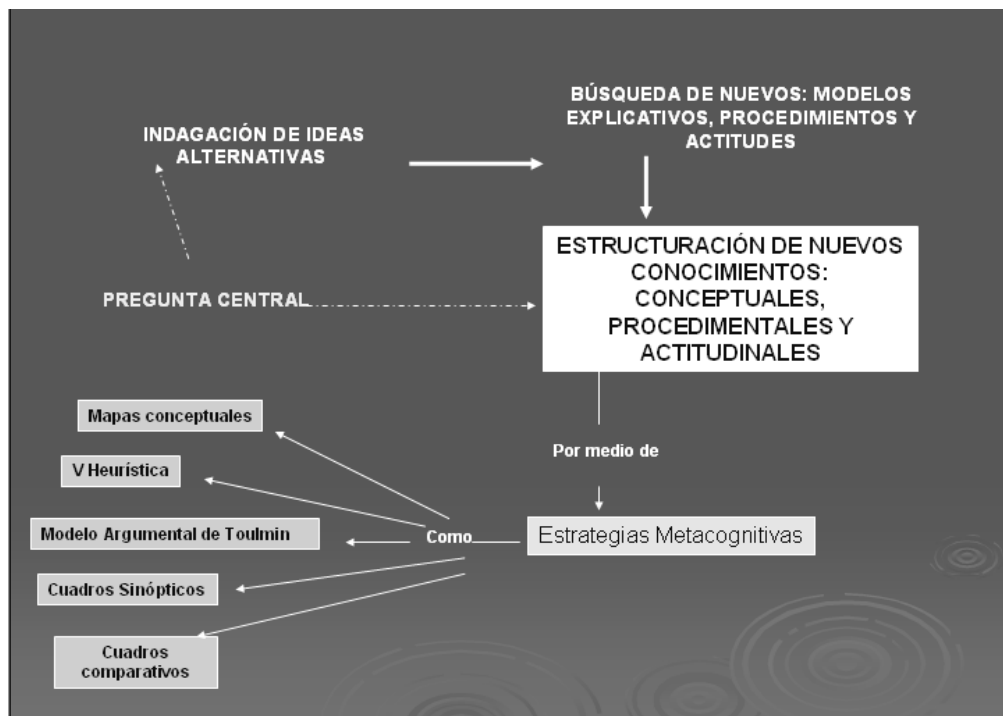 BÚSQUEDA DE NUEVOS: MODELOS
EXPLICATIVOS, PROCEDIMIENTOS Y
ACTITUDES
INDAGACIÓN DE IDEAS
ALTERNATIVAS
ESTRUCTURACIÓN DE NUEVOS
CONOCIMIENTOS:
CONCEPTUALES,
PROCEDIMENTALES Y
ACTITUDINALES
PREGUNTA CENTRAL
Mapas conceptuales
Por medio de
V Heurística
Modelo Argumental de Toulmin
Como
Estrategias Metacognitivas
Cuadros Sinópticos
Cuadros
comparativos